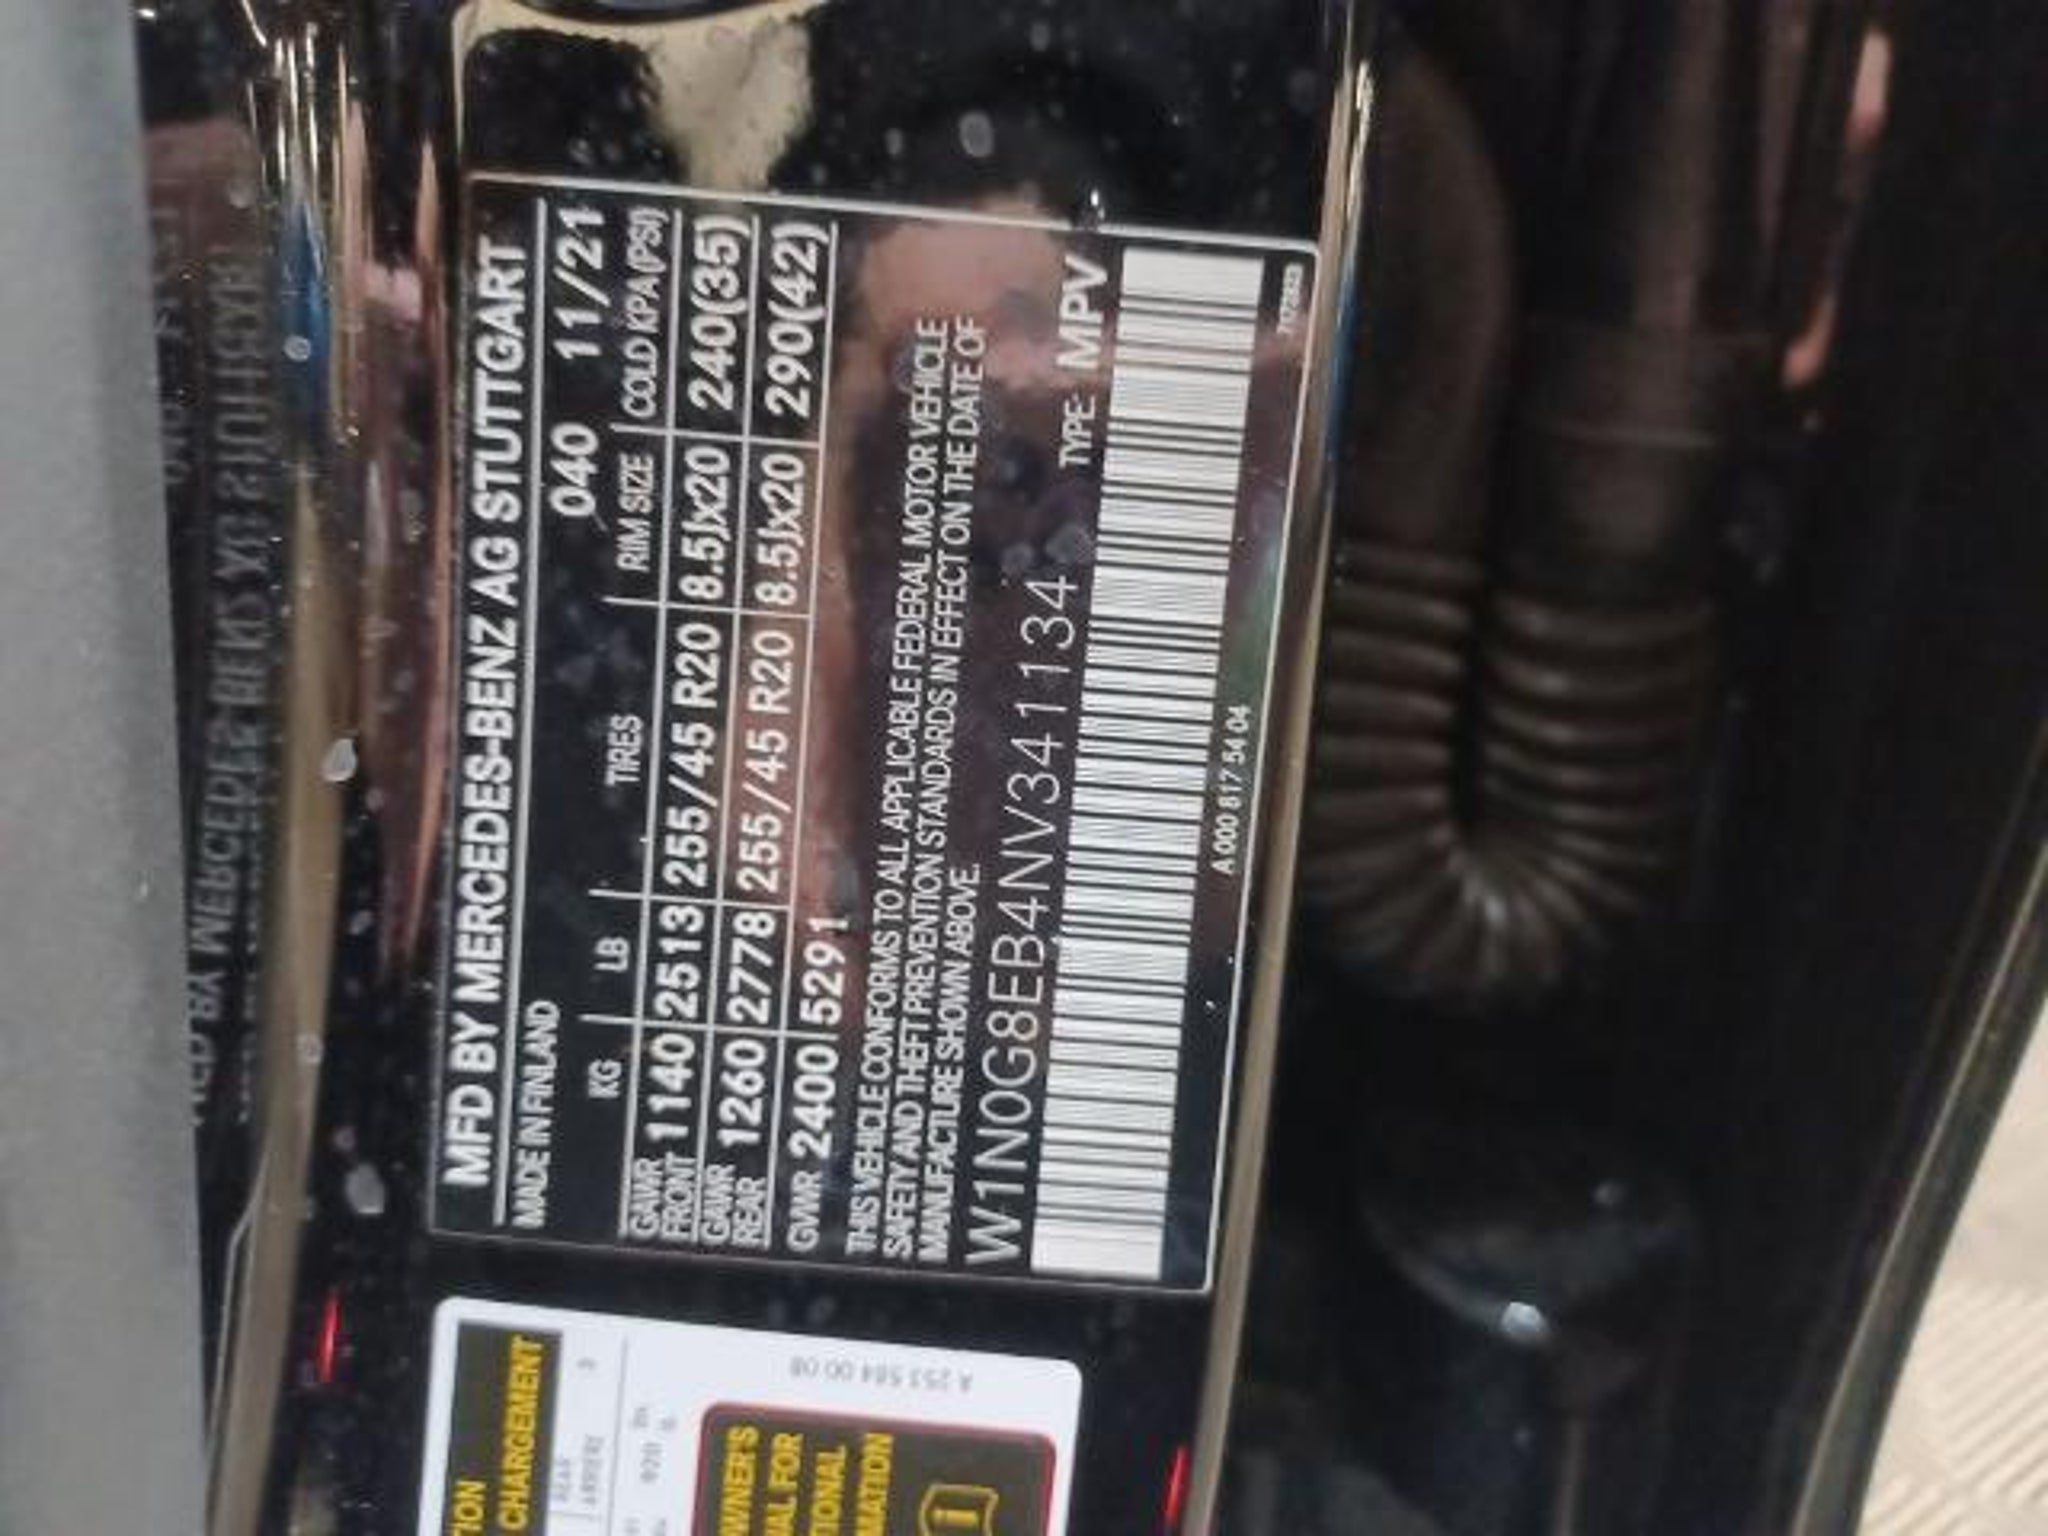 MFD BY MERCEDES-BENZ AG STUTTGART
MADE IN FINLAND 040 11/21
KG LB TIRES RIM SIZE COLD KPA(PSI)
GAWR FRONT 1140 2513 255/45 R20 8.5Jx20 240(35)
GAWR REAR 1260 2778 255/45 R20 8.5Jx20 290(42)
GVWR 2400 5291
THIS VEHICLE CONFORMS TO ALL APPLICABLE FEDERAL MOTOR VEHICLE
SAFETY AND THEFT PREVENTION STANDARDS IN EFFECT ON THE DATE OF
MANUFACTURE SHOWN ABOVE.
W1N0G8EB4NV341134 TYPE: MPV
A 000 817 54 04
CHARGEMENT
REAR
ARRIERE
3
A 253 584 00 08